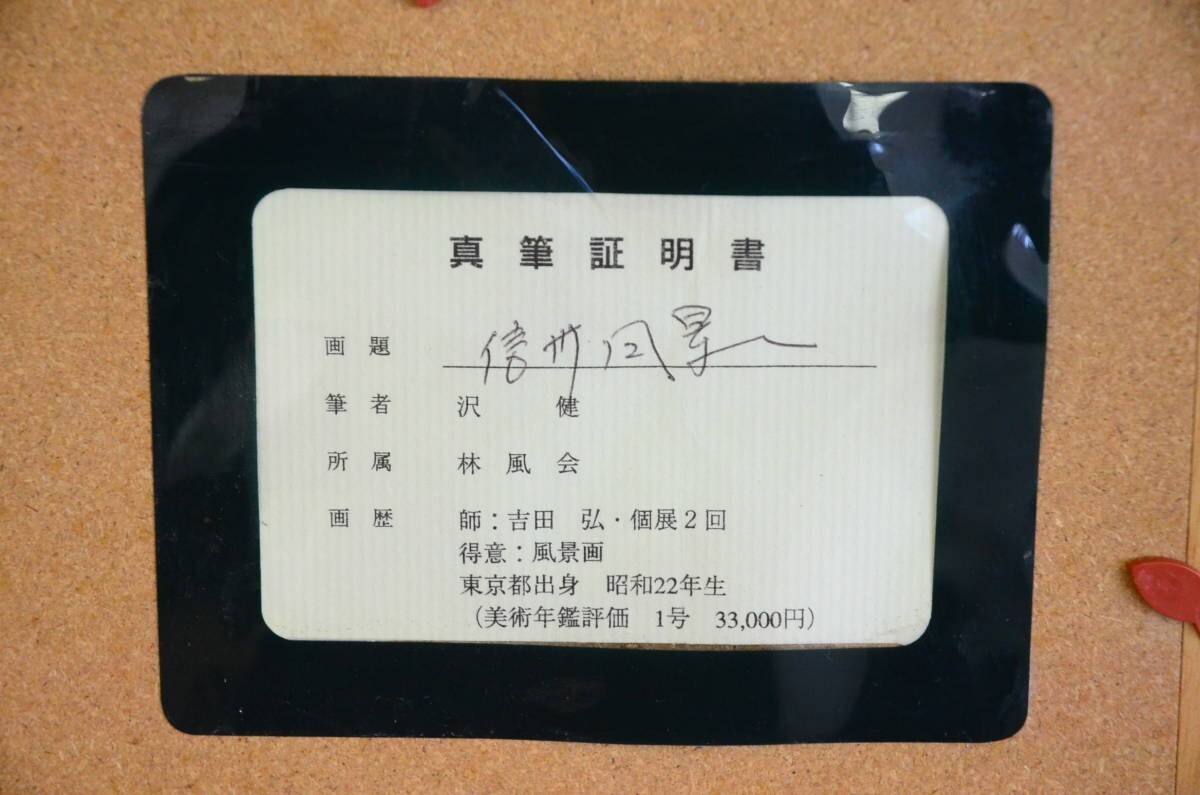 真筆証明書
画題 信州風景
筆者 沢 健
所属 林風会
画歴 師：吉田 弘・個展2回
得意：風景画
東京都出身 昭和22年生
（美術年鑑評価 1号 33,000円）